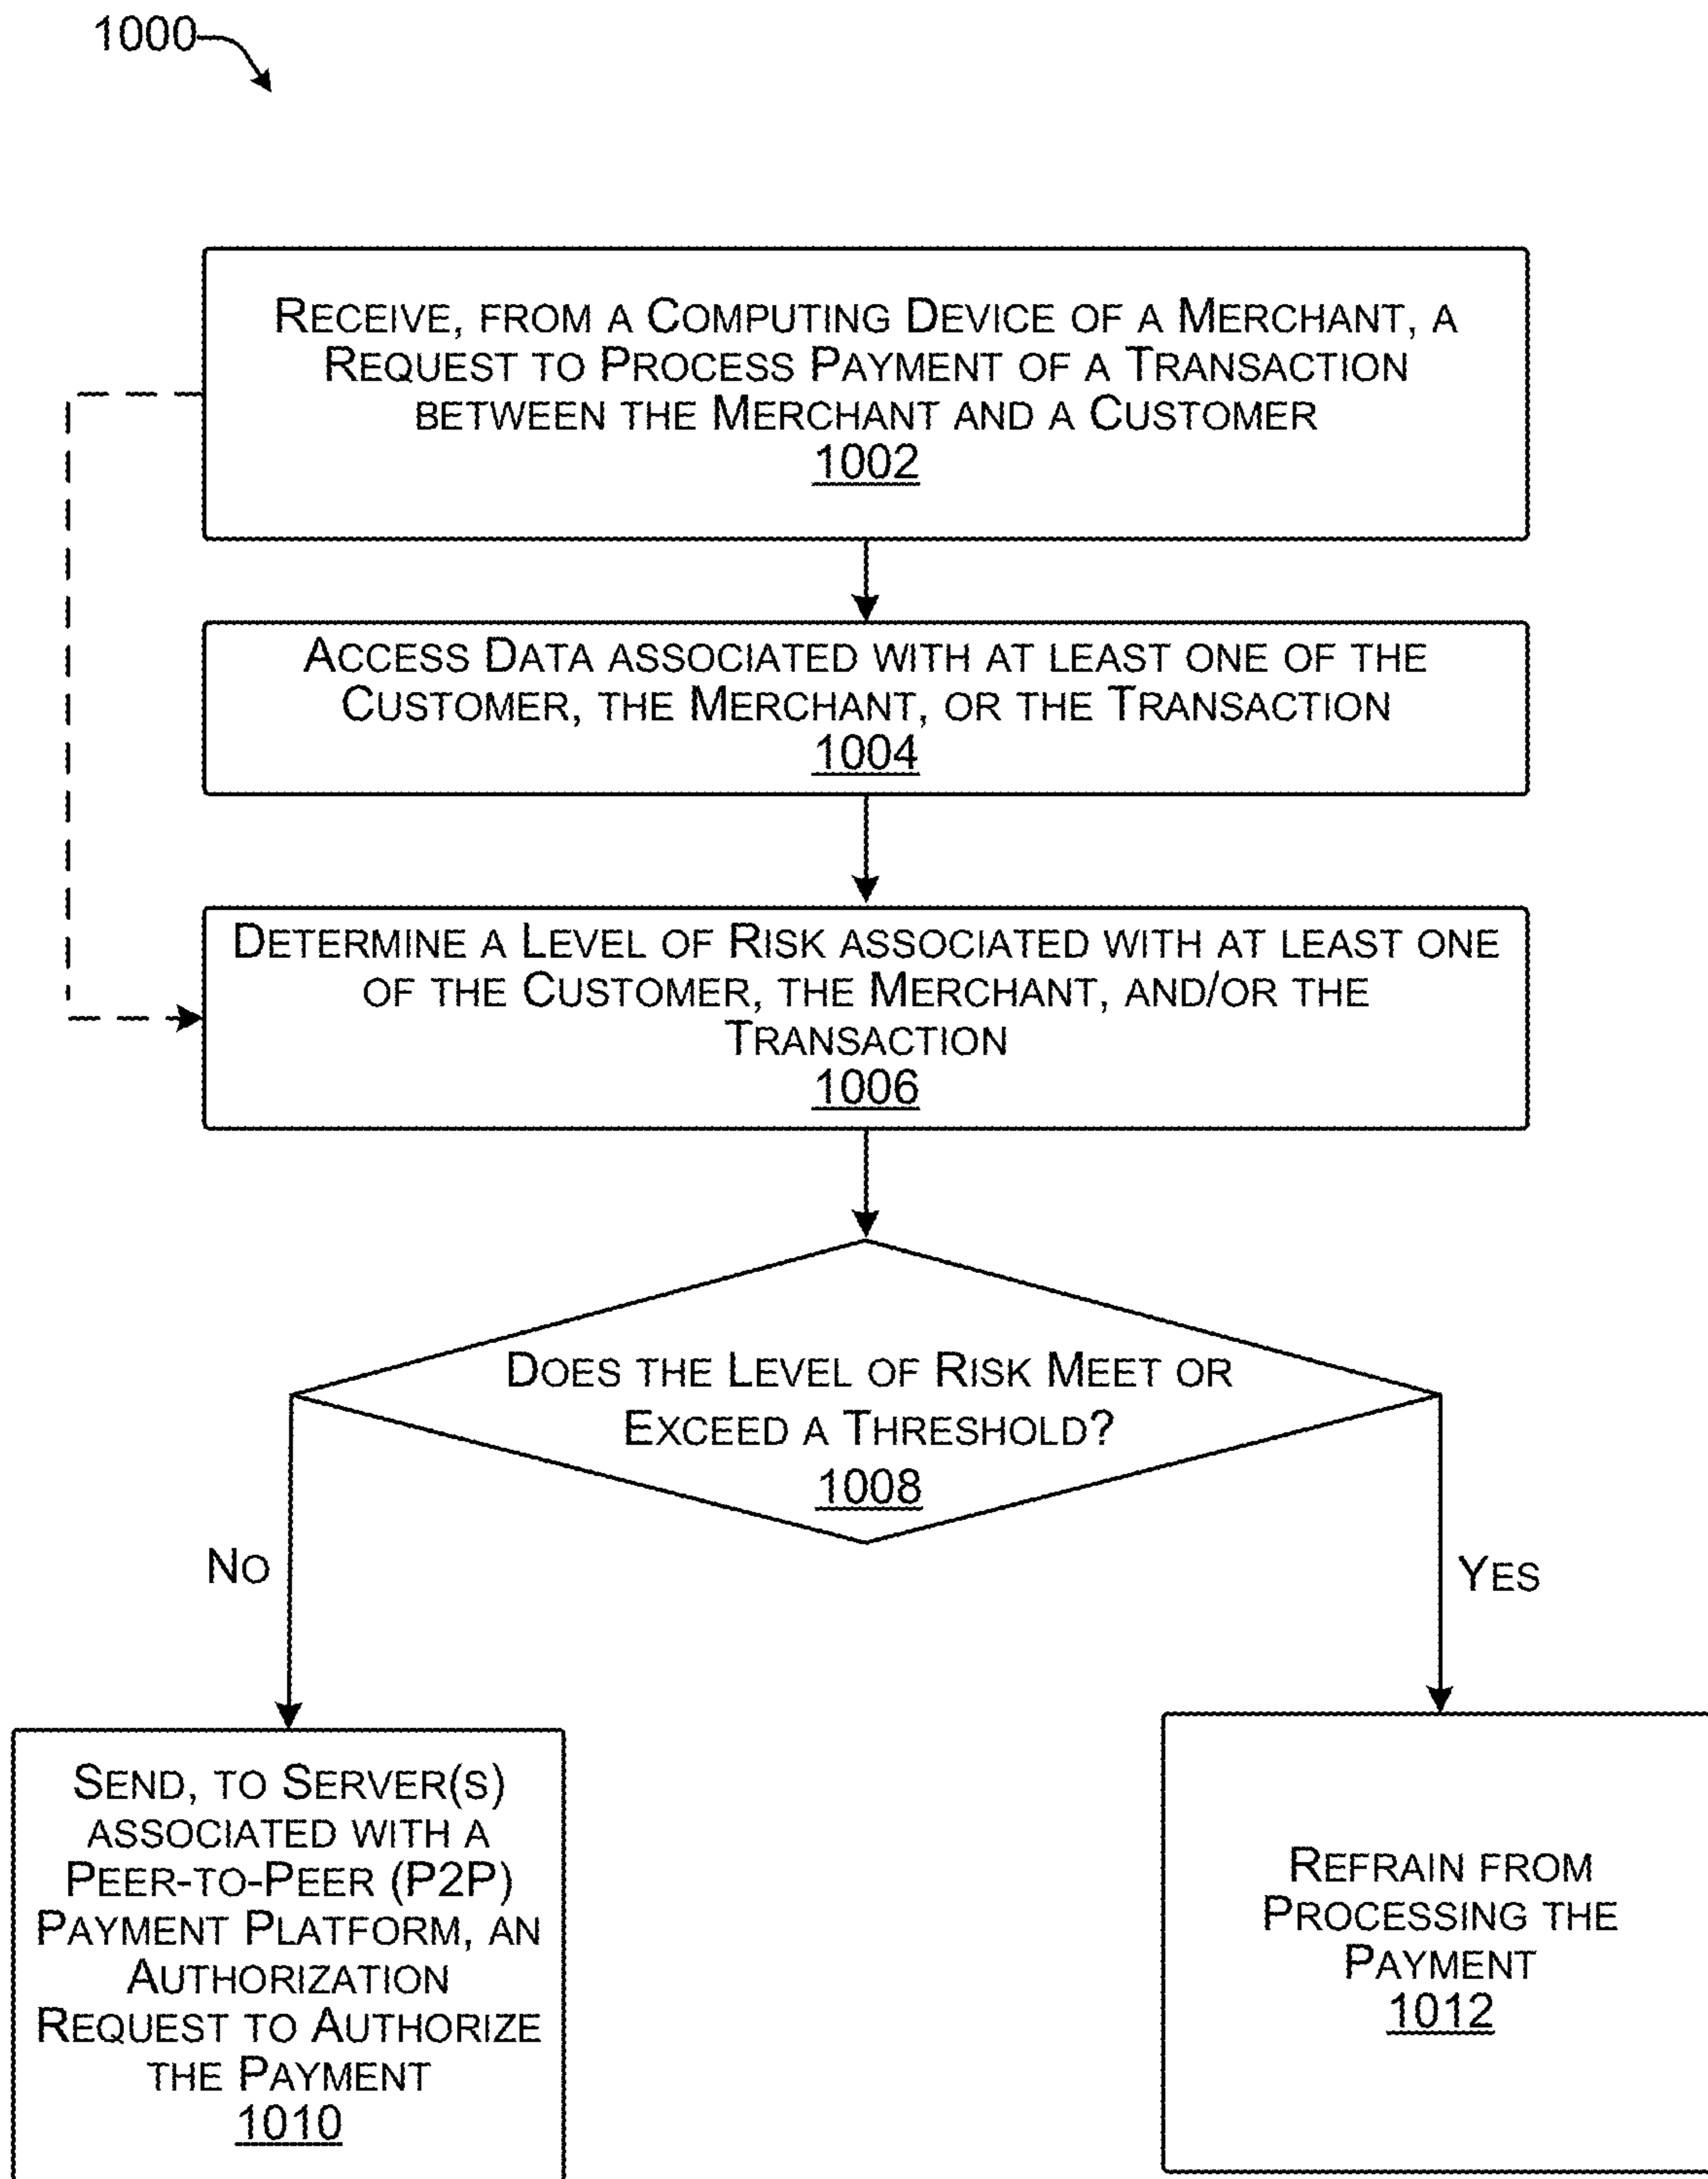 1000
RECEIVE, FROM A COMPUTING DEVICE OF A MERCHANT, A
REQUEST TO PROCESS PAYMENT OF A TRANSACTION
BETWEEN THE MERCHANT AND A CUSTOMER
1002
ACCESS DATA ASSOCIATED WITH AT LEAST ONE OF THE
CUSTOMER, THE MERCHANT, OR THE TRANSACTION
1004
DETERMINE A LEVEL OF RISK ASSOCIATED WITH AT LEAST ONE
OF THE CUSTOMER, THE MERCHANT, AND/OR THE
TRANSACTION
1006
DOES THE LEVEL OF RISK MEET OR
EXCEED A THRESHOLD?
1008
NO
YES
SEND, TO SERVER(S)
ASSOCIATED WITH A
PEER-TO-PEER (P2P)
PAYMENT PLATFORM, AN
AUTHORIZATION
REQUEST TO AUTHORIZE
THE PAYMENT
1010
REFRAIN FROM
PROCESSING THE
PAYMENT
1012